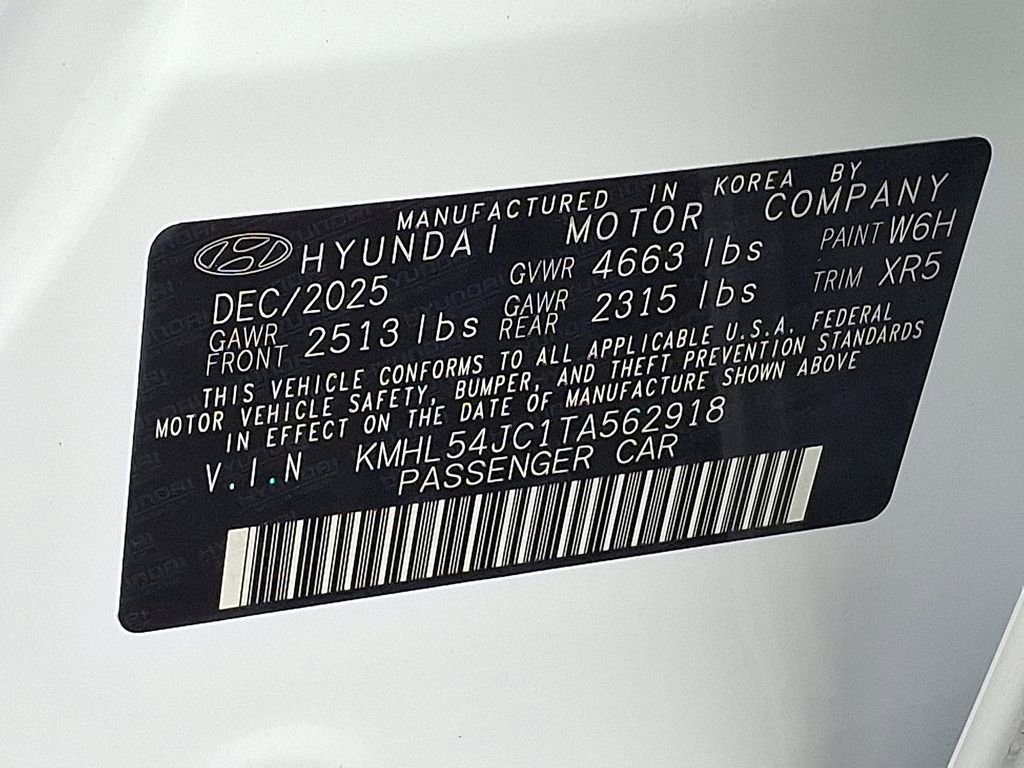 MANUFACTURED IN KOREA BY
HYUNDAI MOTOR COMPANY
DEC/2025 GVWR 4663 lbs PAINT W6H
GAWR FRONT 2513 lbs GAWR REAR 2315 lbs TRIM XR5
THIS VEHICLE CONFORMS TO ALL APPLICABLE U.S.A. FEDERAL
MOTOR VEHICLE SAFETY, BUMPER, AND THEFT PREVENTION STANDARDS
IN EFFECT ON THE DATE OF MANUFACTURE SHOWN ABOVE
V.I.N KMHL54JC1TA562918
PASSENGER CAR